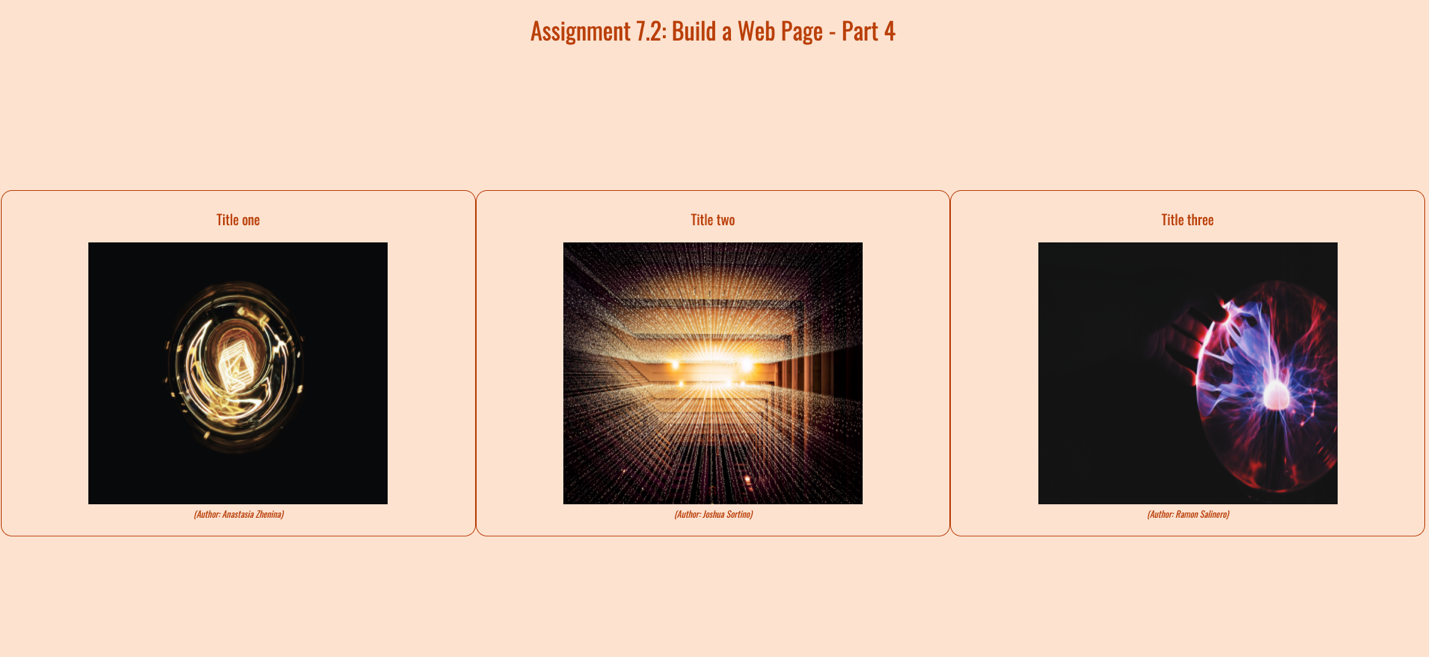 Assignment 7.2: Build a Web Page - Part 4
Title one
Title two
Title three
(Author: Anastasia Zhenina)
(Author: Joshua Sortino)
(Author: Ramon Salinero)